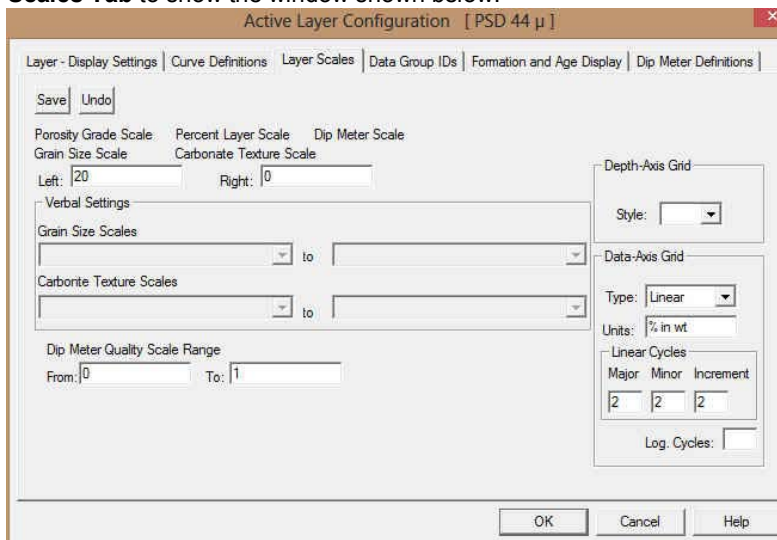 Scales Tab to show the window shown below:
Active Layer Configuration [ PSD 44 µ ]
Layer - Display Settings Curve Definitions Layer Scales Data Group IDs Formation and Age Display Dip Meter Definitions
Save Undo
Porosity Grade Scale Percent Layer Scale Dip Meter Scale
Grain Size Scale Carbonate Texture Scale
Left: 20 Right: 0
Verbal Settings
Grain Size Scales
to
Carbonte Texture Scales
to
Dip Meter Quality Scale Range
From: 0 To: 1
Depth-Axis Grid
Style:
Data-Axis Grid
Type: Linear
Units: % in wt
Linear Cycles
Major Minor Increment
2 2 2
Log. Cycles:
OK Cancel Help